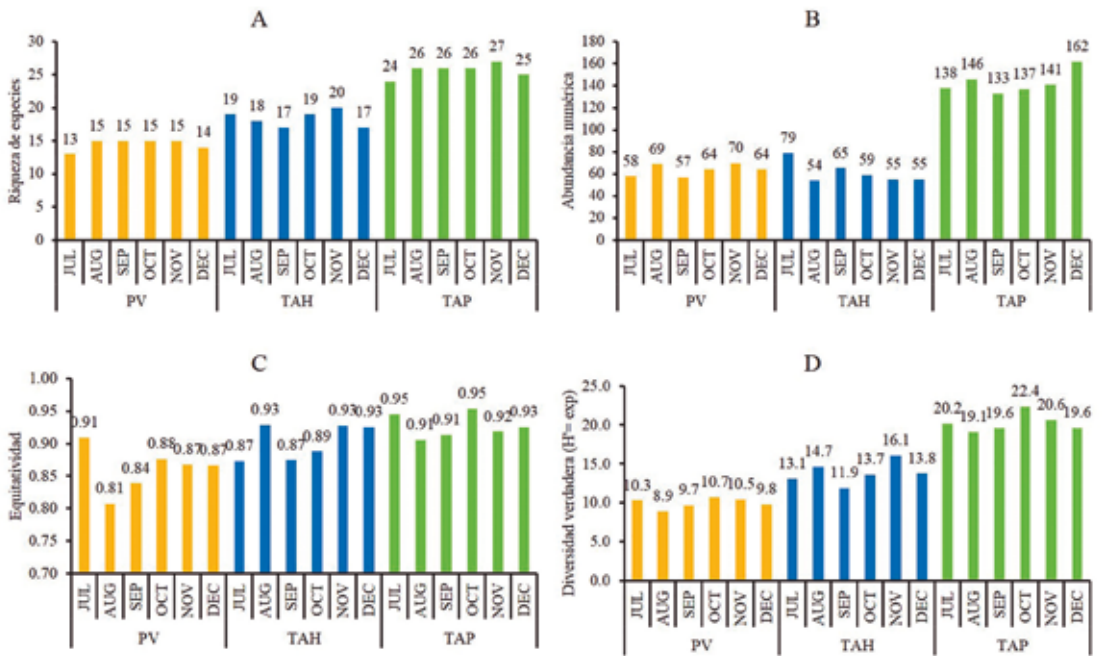 A
Riqueza de especies
30
25
20
15
10
5
0
13 15 15 15 15 14 19 18 17 19 20 17 24 26 26 26 27 25
JUL AUG SEP OCT NOV DEC JUL AUG SEP OCT NOV DEC JUL AUG SEP OCT NOV DEC
PV TAH TAP
B
Abundancia numérica
180
160
140
120
100
80
60
40
20
0
58 69 57 64 70 64 79 54 65 59 55 55 138 146 133 137 141 162
JUL AUG SEP OCT NOV DEC JUL AUG SEP OCT NOV DEC JUL AUG SEP OCT NOV DEC
PV TAH TAP
C
Equitatividad
1.00
0.95
0.90
0.85
0.80
0.75
0.70
0.91 0.81 0.84 0.88 0.87 0.87 0.87 0.93 0.87 0.89 0.93 0.93 0.95 0.91 0.91 0.95 0.92 0.93
JUL AUG SEP OCT NOV DEC JUL AUG SEP OCT NOV DEC JUL AUG SEP OCT NOV DEC
PV TAH TAP
D
Diversidad verdadera (H'= exp)
25.0
20.0
15.0
10.0
5.0
0.0
10.3 8.9 9.7 10.7 10.5 9.8 13.1 14.7 11.9 13.7 16.1 13.8 20.2 19.1 19.6 22.4 20.6 19.6
JUL AUG SEP OCT NOV DEC JUL AUG SEP OCT NOV DEC JUL AUG SEP OCT NOV DEC
PV TAH TAP